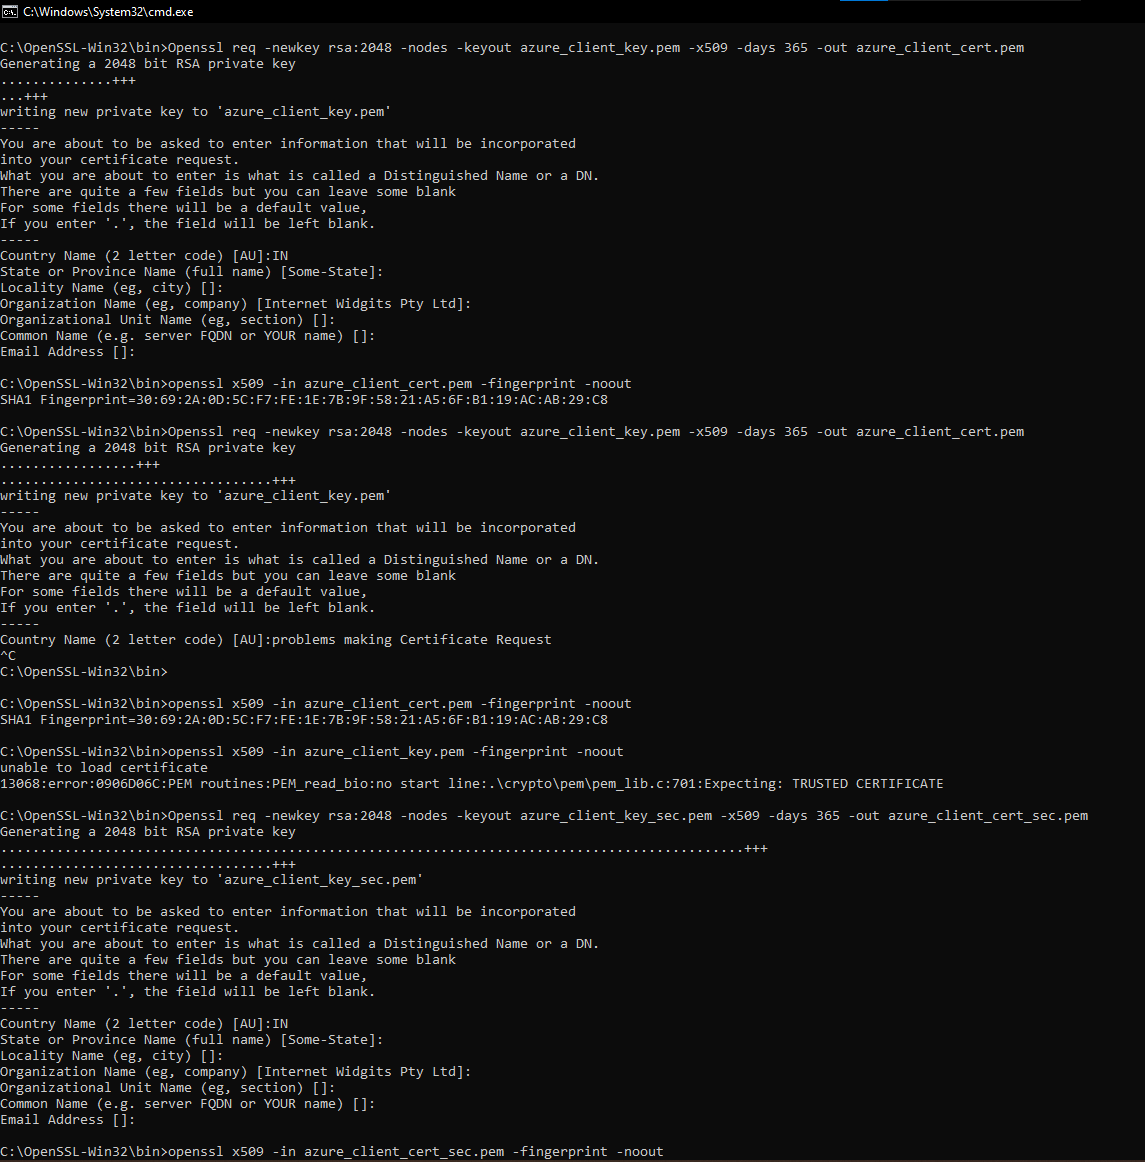 C:\Windows\System32\cmd.exe
C:\OpenSSL-Win32\bin>Openssl req -newkey rsa:2048 -nodes -keyout azure_client_key.pem -x509 -days 365 -out azure_client_cert.pem
Generating a 2048 bit RSA private key
..............+++
...+++
writing new private key to 'azure_client_key.pem'
-----
You are about to be asked to enter information that will be incorporated
into your certificate request.
What you are about to enter is what is called a Distinguished Name or a DN.
There are quite a few fields but you can leave some blank
For some fields there will be a default value,
If you enter '.', the field will be left blank.
-----
Country Name (2 letter code) [AU]:IN
State or Province Name (full name) [Some-State]:
Locality Name (eg, city) []:
Organization Name (eg, company) [Internet Widgits Pty Ltd]:
Organizational Unit Name (eg, section) []:
Common Name (e.g. server FQDN or YOUR name) []:
Email Address []:
C:\OpenSSL-Win32\bin>openssl x509 -in azure_client_cert.pem -fingerprint -noout
SHA1 Fingerprint=30:69:2A:0D:5C:F7:FE:1E:7B:9F:58:21:A5:6F:B1:19:AC:AB:29:C8
C:\OpenSSL-Win32\bin>Openssl req -newkey rsa:2048 -nodes -keyout azure_client_key.pem -x509 -days 365 -out azure_client_cert.pem
Generating a 2048 bit RSA private key
.................+++
..................................+++
writing new private key to 'azure_client_key.pem'
-----
You are about to be asked to enter information that will be incorporated
into your certificate request.
What you are about to enter is what is called a Distinguished Name or a DN.
There are quite a few fields but you can leave some blank
For some fields there will be a default value,
If you enter '.', the field will be left blank.
-----
Country Name (2 letter code) [AU]:problems making Certificate Request
^C
C:\OpenSSL-Win32\bin>
C:\OpenSSL-Win32\bin>openssl x509 -in azure_client_cert.pem -fingerprint -noout
SHA1 Fingerprint=30:69:2A:0D:5C:F7:FE:1E:7B:9F:58:21:A5:6F:B1:19:AC:AB:29:C8
C:\OpenSSL-Win32\bin>openssl x509 -in azure_client_key.pem -fingerprint -noout
unable to load certificate
13068:error:0906D06C:PEM routines:PEM_read_bio:no start line:.\crypto\pem\pem_lib.c:701:Expecting: TRUSTED CERTIFICATE
C:\OpenSSL-Win32\bin>Openssl req -newkey rsa:2048 -nodes -keyout azure_client_key_sec.pem -x509 -days 365 -out azure_client_cert_sec.pem
Generating a 2048 bit RSA private key
.............................................................................................+++
..................................+++
writing new private key to 'azure_client_key_sec.pem'
-----
You are about to be asked to enter information that will be incorporated
into your certificate request.
What you are about to enter is what is called a Distinguished Name or a DN.
There are quite a few fields but you can leave some blank
For some fields there will be a default value,
If you enter '.', the field will be left blank.
-----
Country Name (2 letter code) [AU]:IN
State or Province Name (full name) [Some-State]:
Locality Name (eg, city) []:
Organization Name (eg, company) [Internet Widgits Pty Ltd]:
Organizational Unit Name (eg, section) []:
Common Name (e.g. server FQDN or YOUR name) []:
Email Address []:
C:\OpenSSL-Win32\bin>openssl x509 -in azure_client_cert_sec.pem -fingerprint -noout